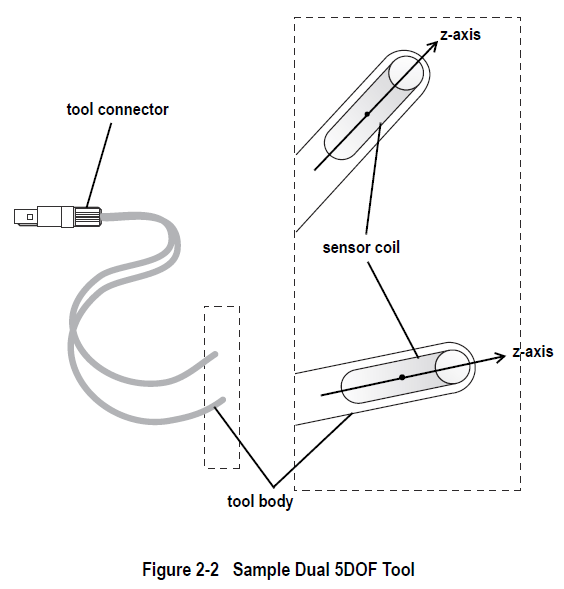 z-axis
tool connector
sensor coil
z-axis
tool body
Figure 2-2 Sample Dual 5DOF Tool